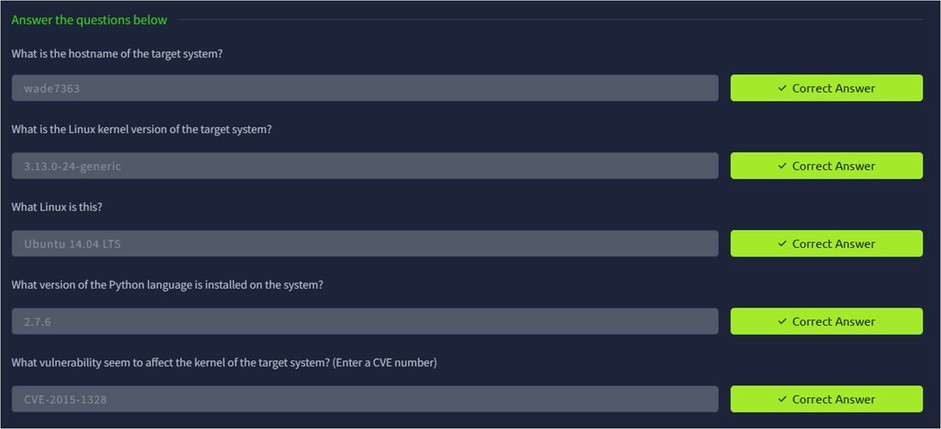 Answer the questions below
What is the hostname of the target system?
wade7363
✓ Correct Answer
What is the Linux kernel version of the target system?
3.13.0-24-generic
✓ Correct Answer
What Linux is this?
Ubuntu 14.04 LTS
✓ Correct Answer
What version of the Python language is installed on the system?
2.7.6
✓ Correct Answer
What vulnerability seem to affect the kernel of the target system? (Enter a CVE number)
CVE-2015-1328
✓ Correct Answer